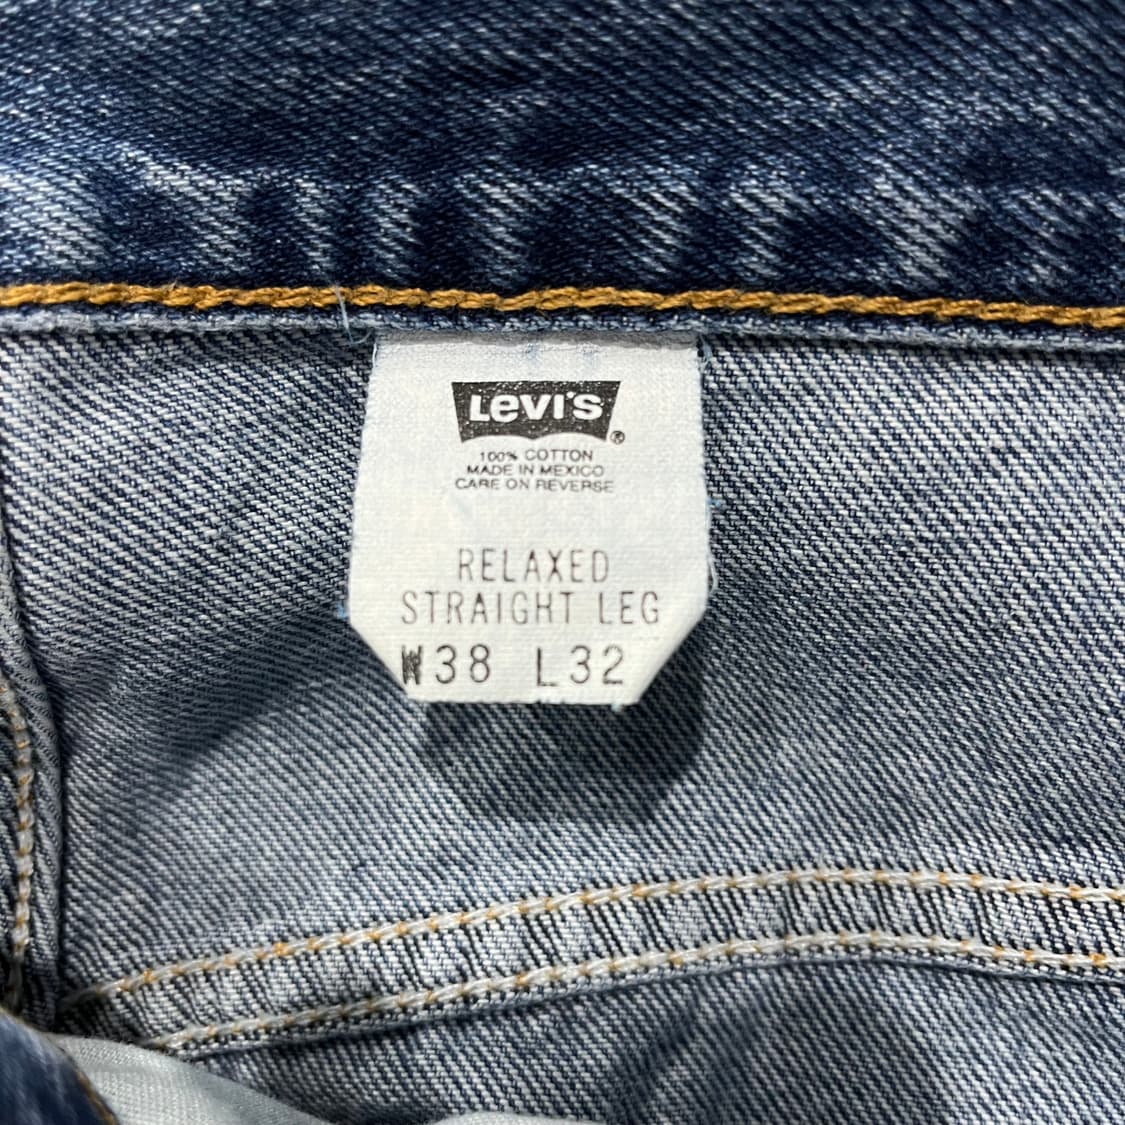 Levi's ®
100% COTTON
MADE IN MEXICO
CARE ON REVERSE
RELAXED
STRAIGHT LEG
W38 L32